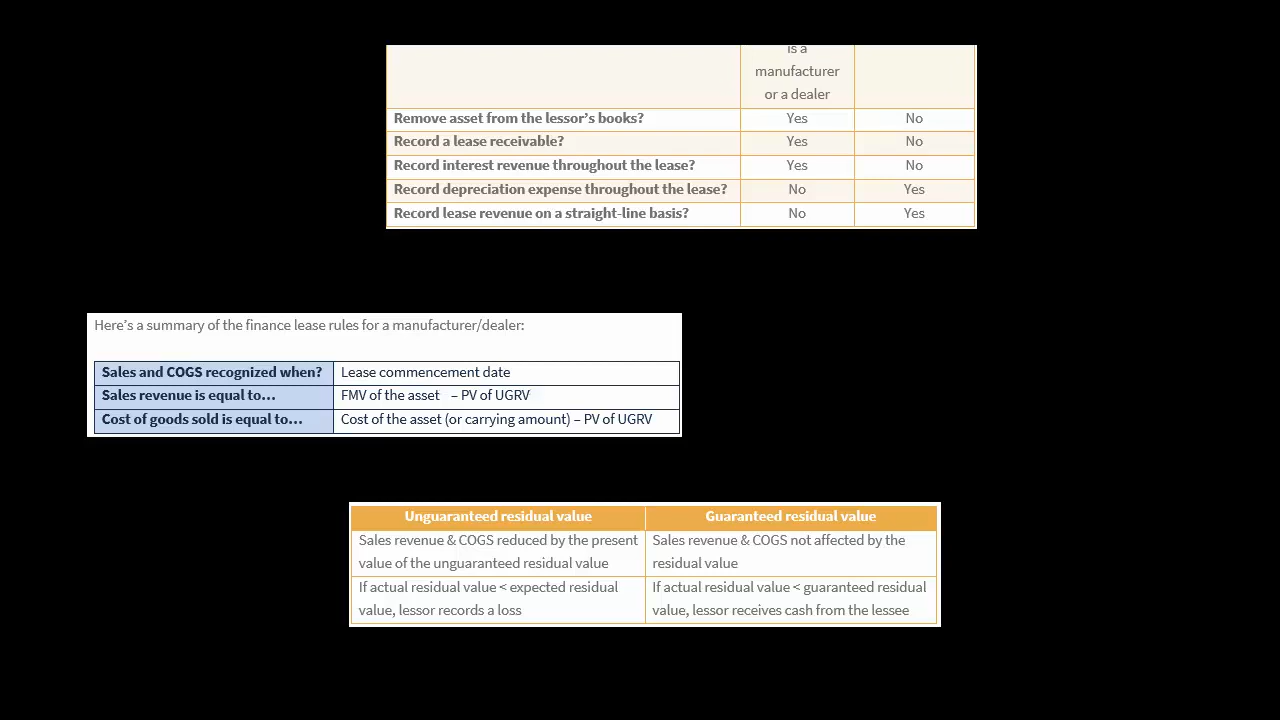 is a
manufacturer
or a dealer
Remove asset from the lessor's books? Yes No
Record a lease receivable? Yes No
Record interest revenue throughout the lease? Yes No
Record depreciation expense throughout the lease? No Yes
Record lease revenue on a straight-line basis? No Yes
Here's a summary of the finance lease rules for a manufacturer/dealer:
Sales and COGS recognized when? Lease commencement date
Sales revenue is equal to… FMV of the asset – PV of UGRV
Cost of goods sold is equal to… Cost of the asset (or carrying amount) – PV of UGRV
Unguaranteed residual value Guaranteed residual value
Sales revenue & COGS reduced by the present Sales revenue & COGS not affected by the
value of the unguaranteed residual value residual value
If actual residual value < expected residual If actual residual value < guaranteed residual
value, lessor records a loss value, lessor receives cash from the lessee